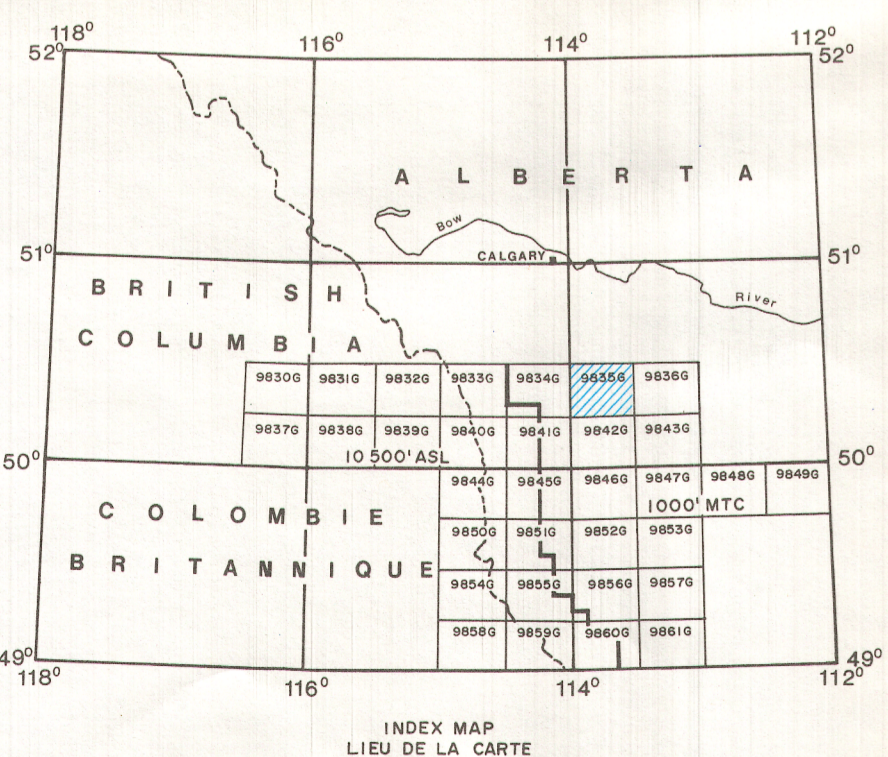 118° 116° 114° 112°
52° 52°
A L B E R T A
Bow
CALGARY
51° 51°
River
B R I T I S H
C O L U M B I A
9830G 9831G 9832G 9833G 9834G 9835G 9836G
9837G 9838G 9839G 9840G 9841G 9842G 9843G
10 500' ASL
50° 50°
9844G 9845G 9846G 9847G 9848G 9849G
1000' MTC
C O L O M B I E
9850G 9851G 9852G 9853G
B R I T A N N I Q U E
9854G 9855G 9856G 9857G
9858G 9859G 9860G 9861G
49° 49°
118° 116° 114° 112°
INDEX MAP
LIEU DE LA CARTE